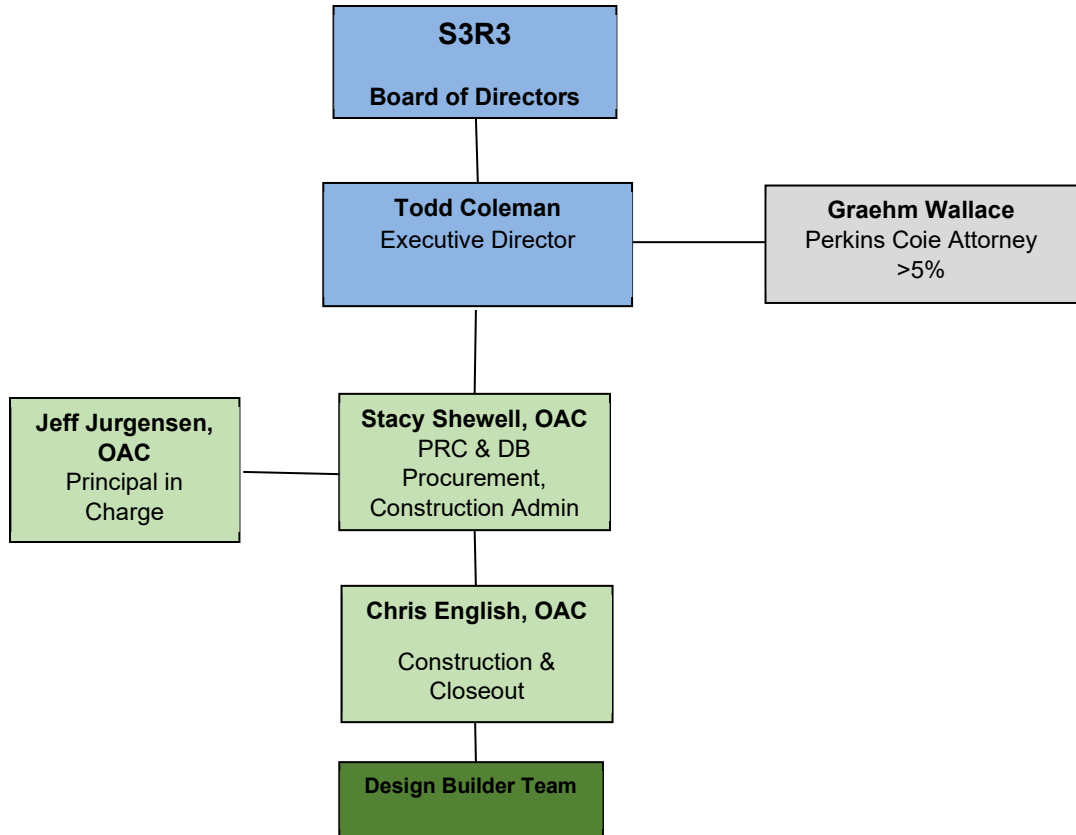 S3R3
Board of Directors
Todd Coleman
Executive Director
Graehm Wallace
Perkins Coie Attorney
>5%
Jeff Jurgensen,
OAC
Principal in
Charge
Stacy Shewell, OAC
PRC & DB
Procurement,
Construction Admin
Chris English, OAC
Construction &
Closeout
Design Builder Team